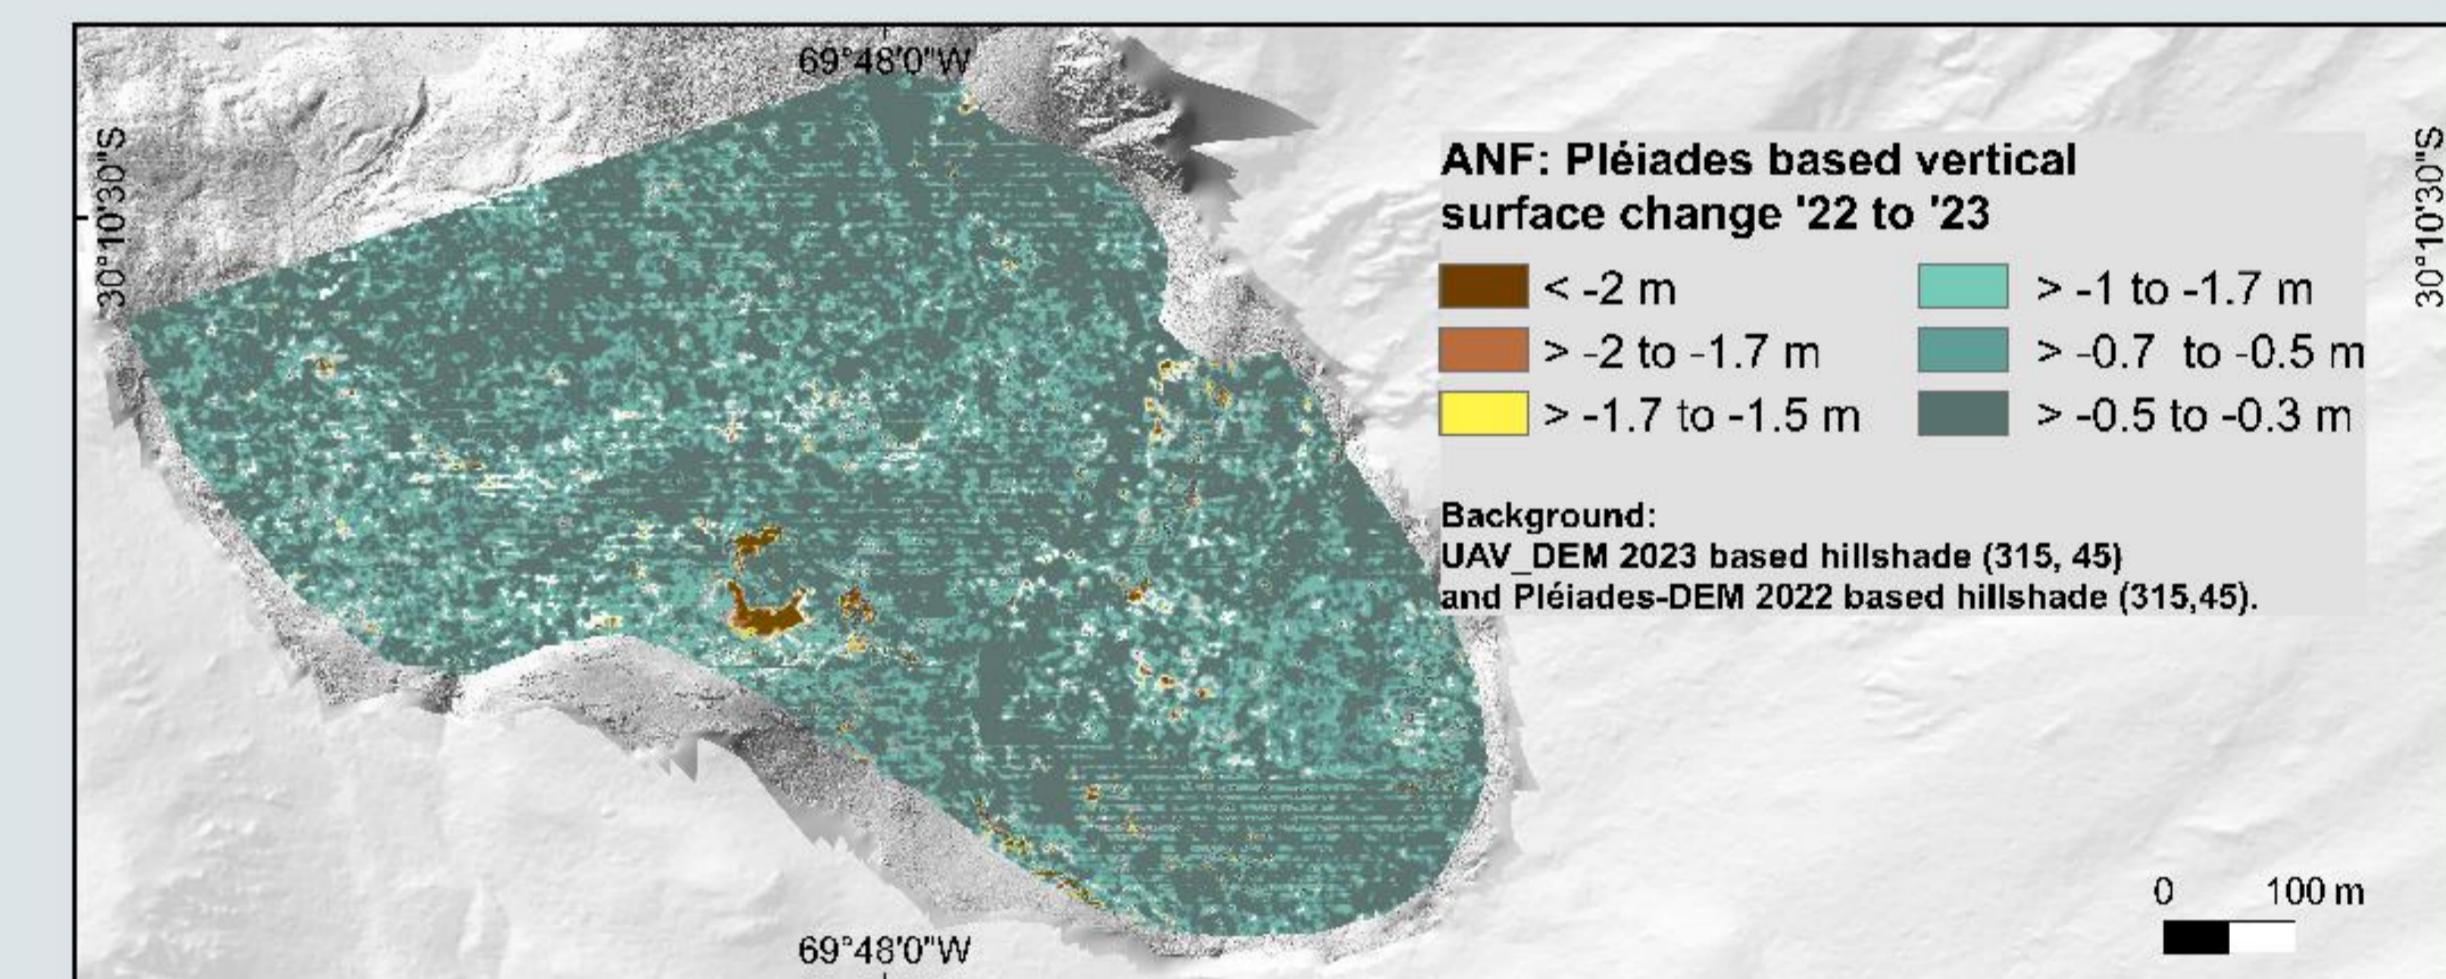 69°48'0"W
30°10'30"S
30°10'30"S
ANF: Pléiades based vertical
surface change '22 to '23
< -2 m
> -1 to -1.7 m
> -2 to -1.7 m
> -0.7 to -0.5 m
> -1.7 to -1.5 m
> -0.5 to -0.3 m
Background:
UAV_DEM 2023 based hillshade (315, 45)
and Pléiades-DEM 2022 based hillshade (315,45).
0 100 m
69°48'0"W